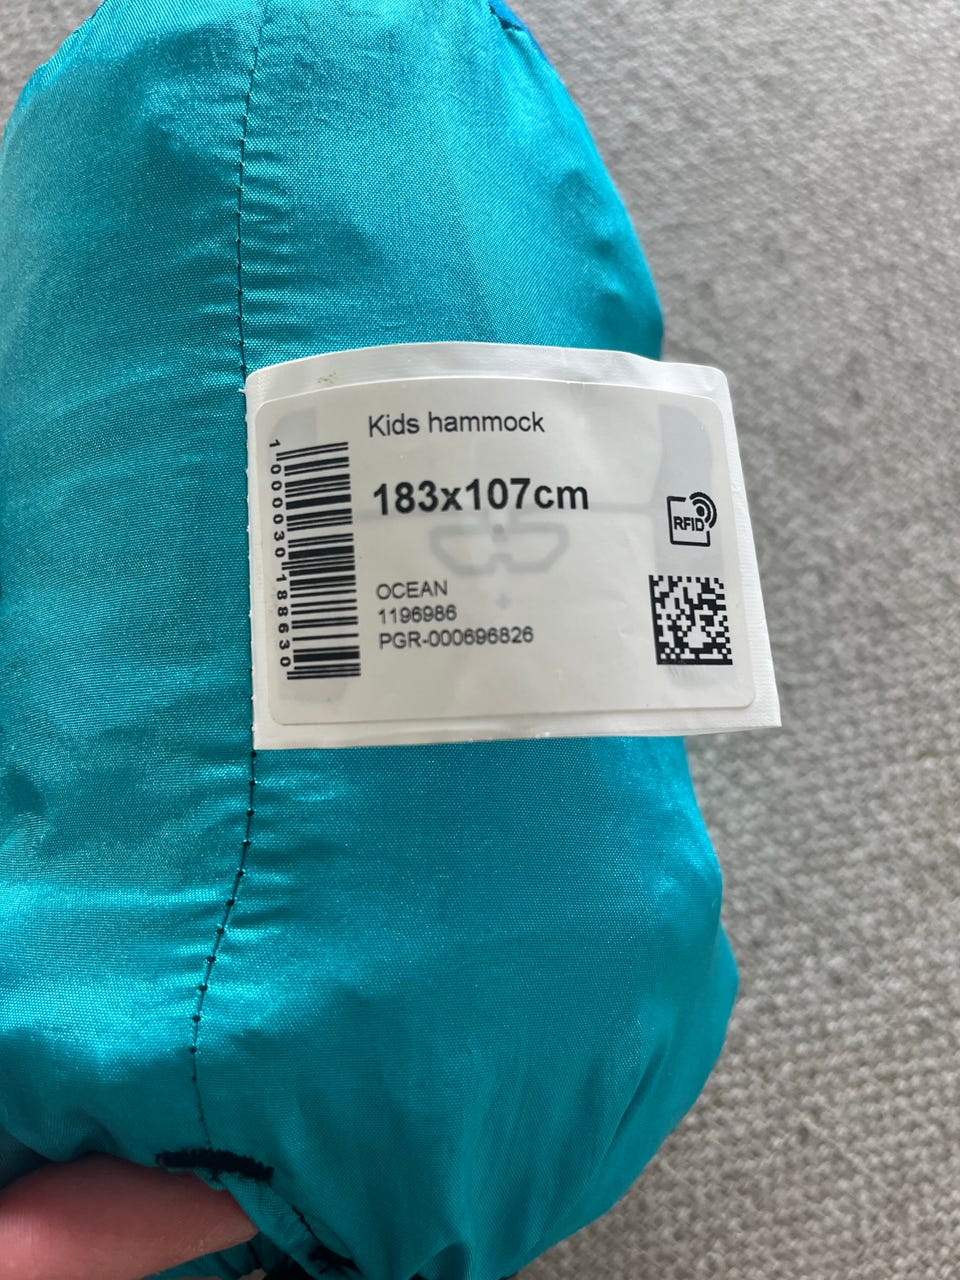 Kids hammock
183x107cm
RFID
OCEAN
1196986
PGR-000696826
1000030188630